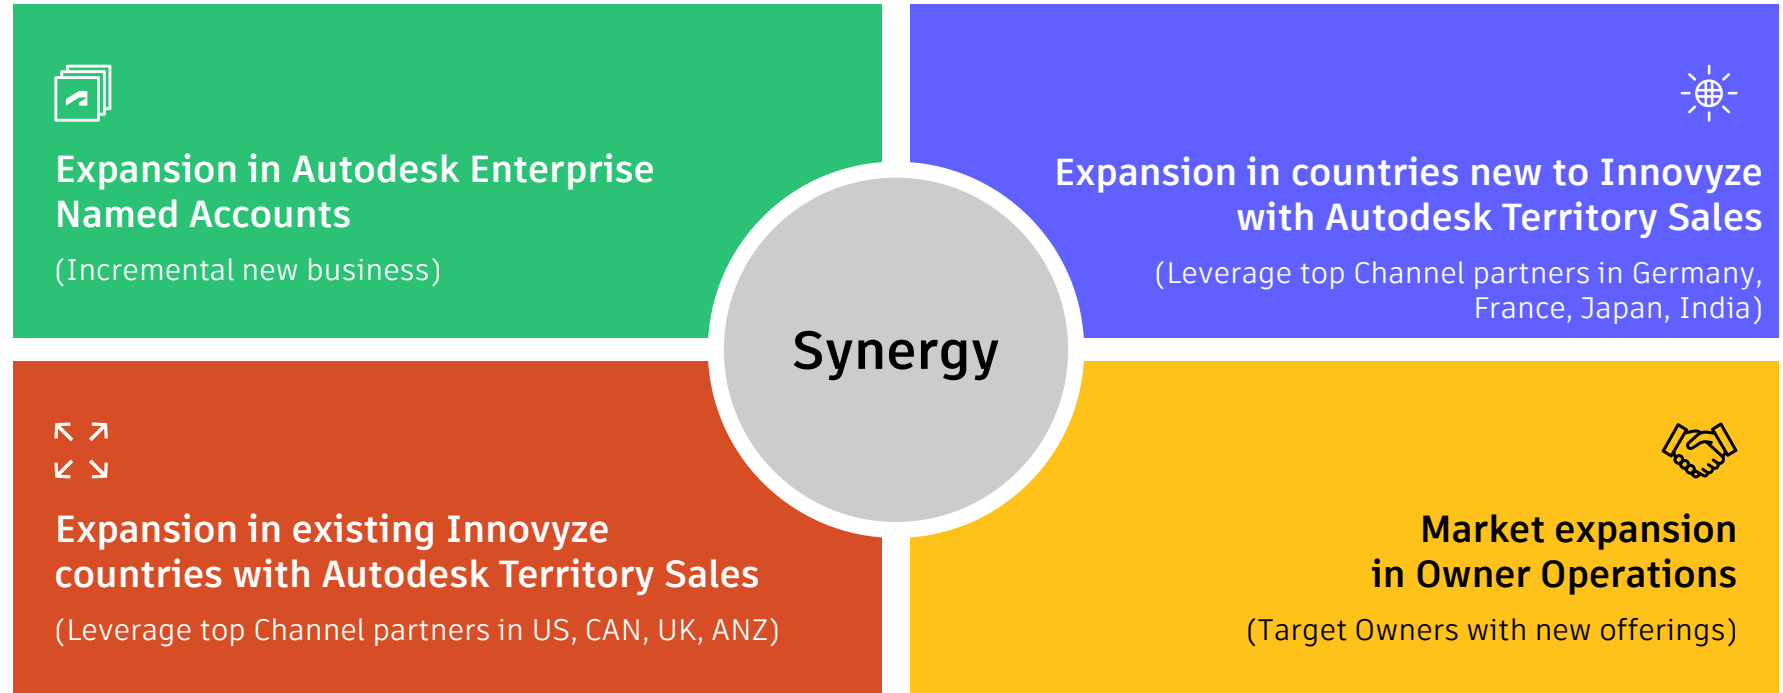 Expansion in Autodesk Enterprise
Named Accounts
(Incremental new business)
Expansion in countries new to Innovyze
with Autodesk Territory Sales
(Leverage top Channel partners in Germany,
France, Japan, India)
Synergy
Expansion in existing Innovyze
countries with Autodesk Territory Sales
(Leverage top Channel partners in US, CAN, UK, ANZ)
Market expansion
in Owner Operations
(Target Owners with new offerings)